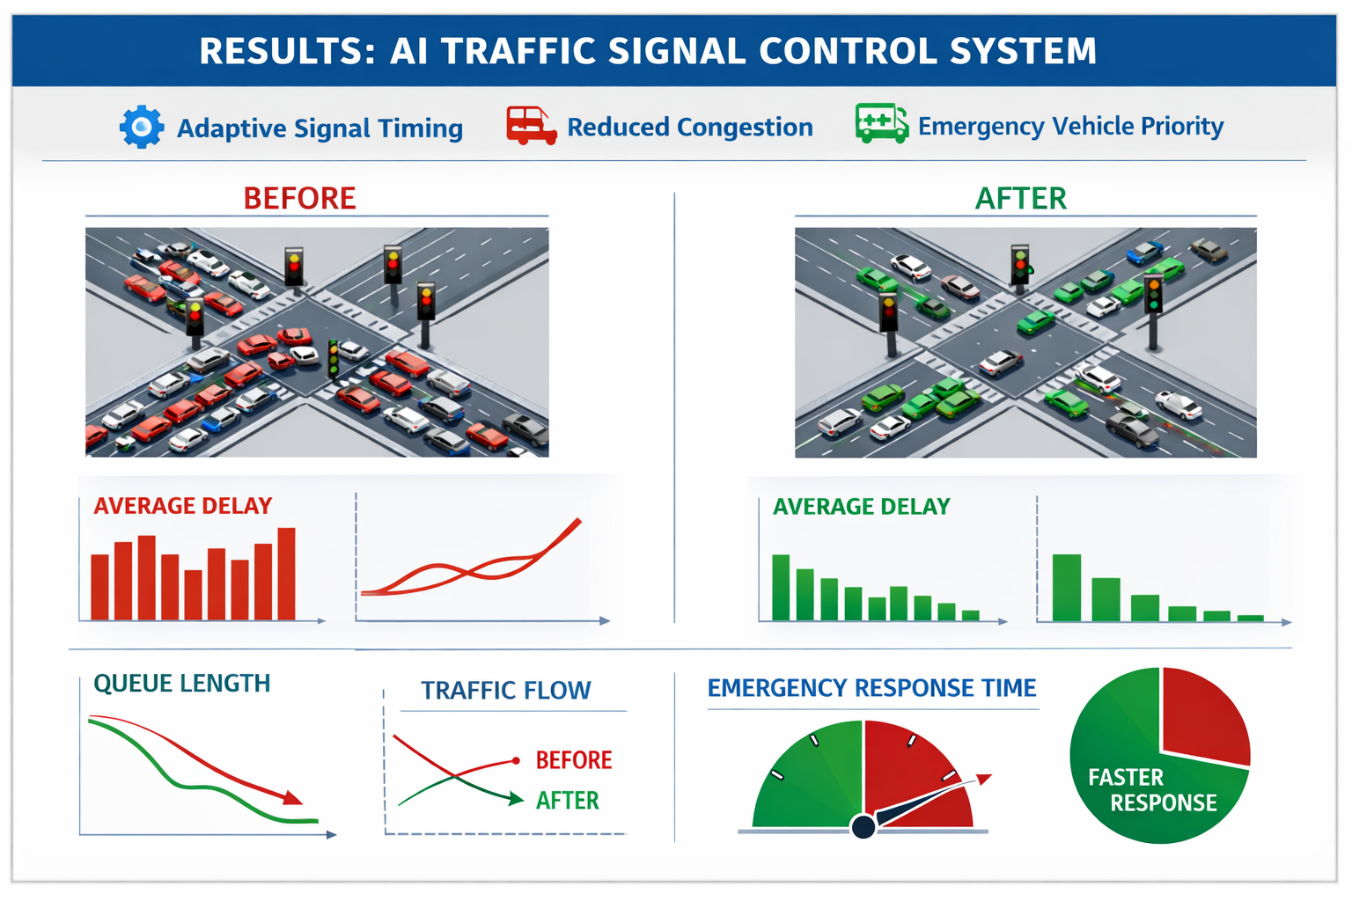 RESULTS: AI TRAFFIC SIGNAL CONTROL SYSTEM
Adaptive Signal Timing
Reduced Congestion
Emergency Vehicle Priority
BEFORE
AFTER
AVERAGE DELAY
AVERAGE DELAY
QUEUE LENGTH
TRAFFIC FLOW
BEFORE
AFTER
EMERGENCY RESPONSE TIME
FASTER
RESPONSE